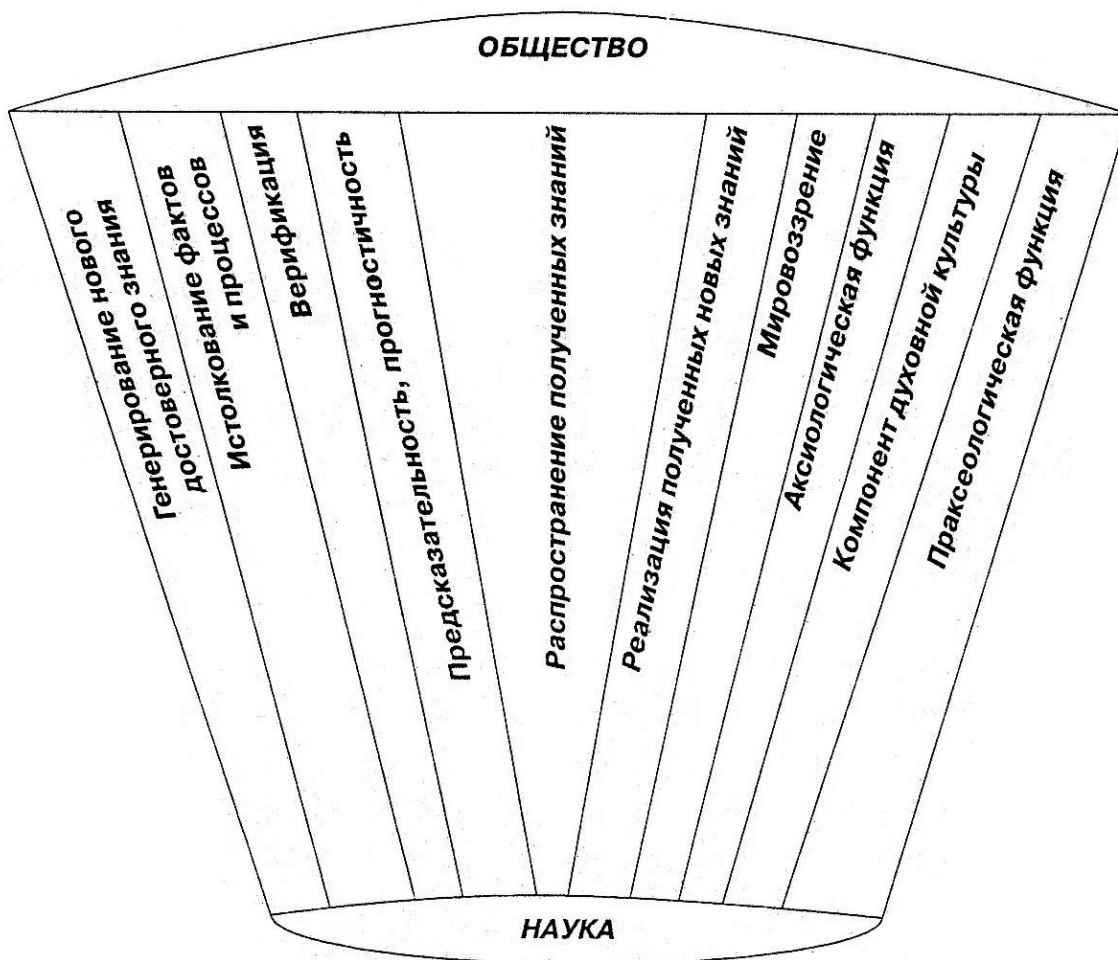 ОБЩЕСТВО
Генерирование нового
достоверного знания
Истолкование фактов
и процессов
Верификация
Предсказательность, прогностичность
Распространение полученных знаний
Реализация полученных новых знаний
Мировоззрение
Аксиологическая функция
Компонент духовной культуры
Праксеологическая функция
НАУКА